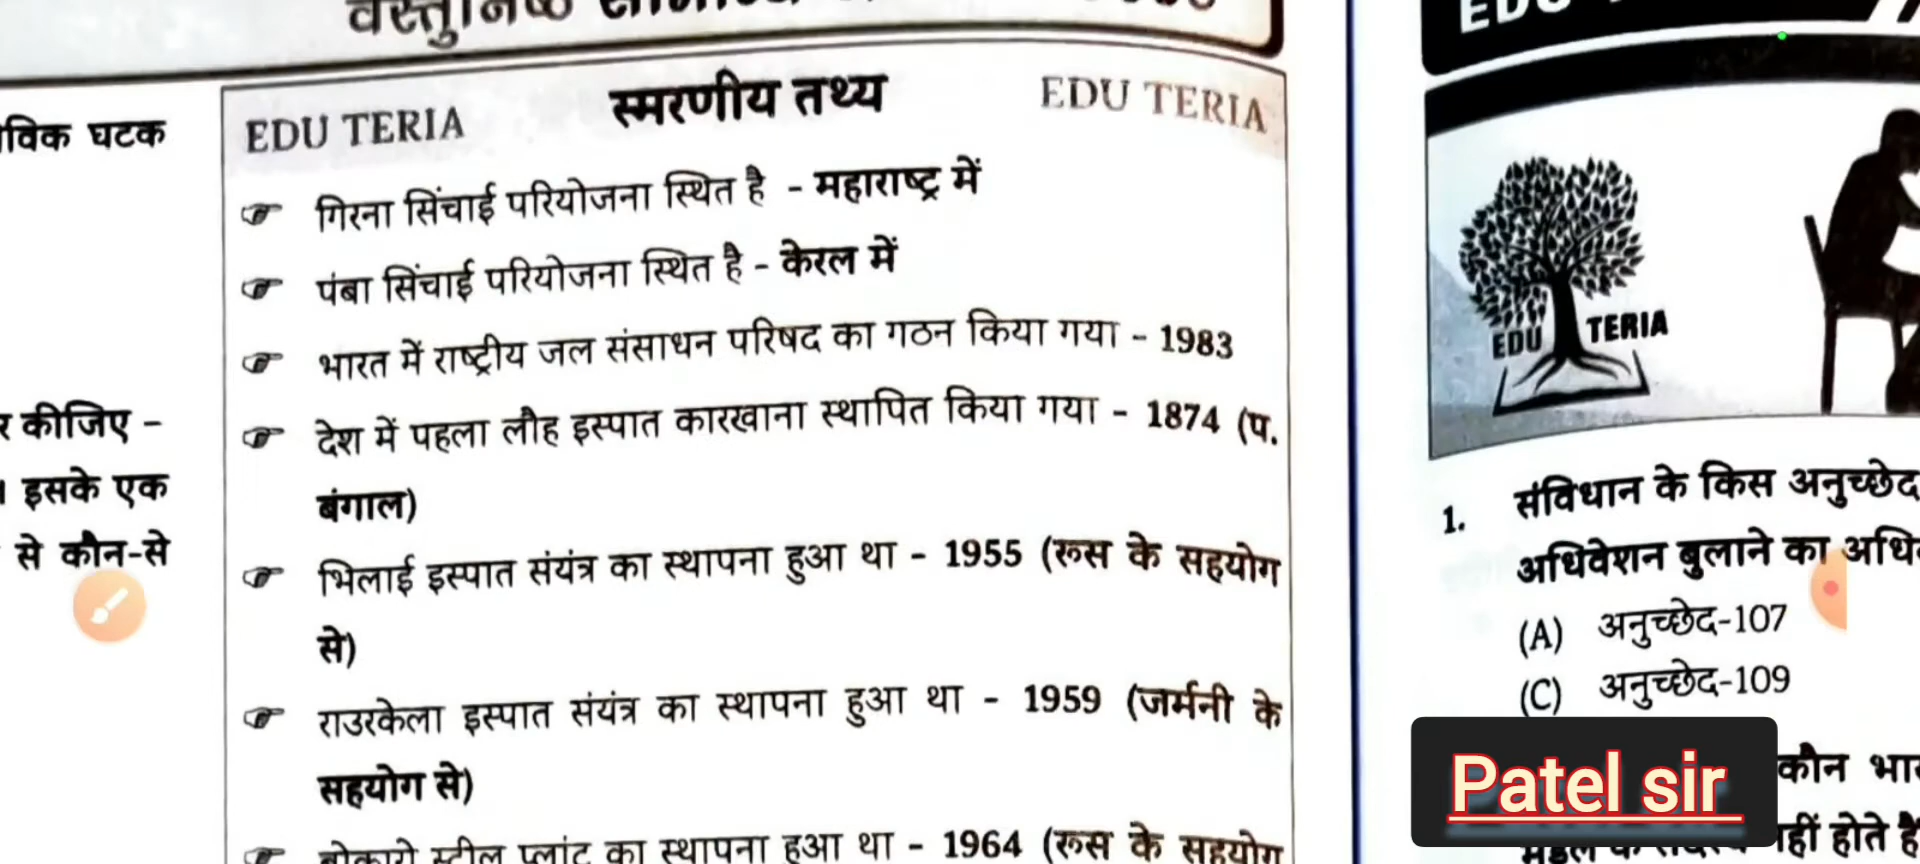 वस्तुनिष्ठ
विक घटक
कीजिए -
इसके एक
से कौन-से
EDU TERIA स्मरणीय तथ्य EDU TERIA
गिरना सिंचाई परियोजना स्थित है - महाराष्ट्र में
पंबा सिंचाई परियोजना स्थित है - केरल में
भारत में राष्ट्रीय जल संसाधन परिषद का गठन किया गया - 1983
देश में पहला लौह इस्पात कारखाना स्थापित किया गया - 1874 (प.
बंगाल)
भिलाई इस्पात संयंत्र का स्थापना हुआ था - 1955 (रूस के सहयोग
से)
राउरकेला इस्पात संयंत्र का स्थापना हुआ था - 1959 (जर्मनी के
सहयोग से)
बोकारो स्टील प्लांट का स्थापना हुआ था - 1964 (रूस के सहयोग
EDU TERIA
1. संविधान के किस अनुच्छेद
अधिवेशन बुलाने का
(A) अनुच्छेद-107
(C) अनुच्छेद-109
कौन
होते
Patel sir